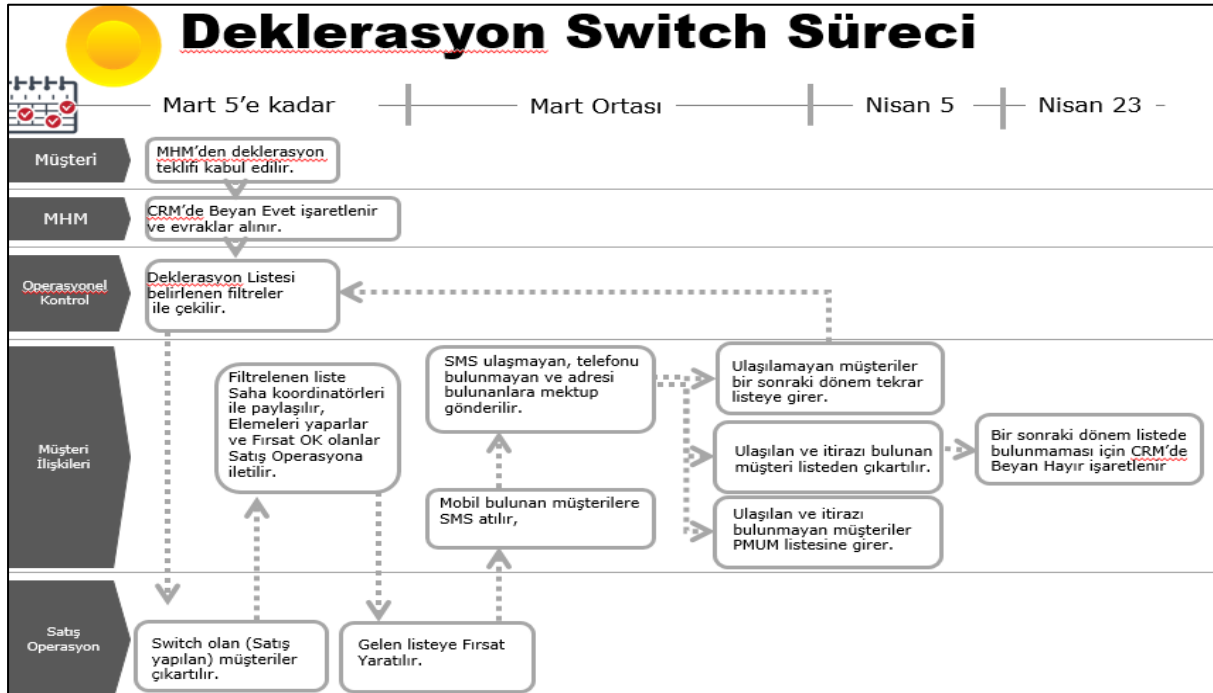 Deklerasyon Switch Süreci
Mart 5’e kadar
Mart Ortası
Nisan 5
Nisan 23
Müşteri
MHM’den deklerasyon
teklifi kabul edilir.
MHM
CRM’de Beyan Evet işaretlenir
ve evraklar alınır.
Operasyonel
Kontrol
Deklerasyon Listesi
belirlenen filtreler
ile çekilir.
Müşteri
İlişkileri
Filtrelenen liste
Saha koordinatörleri
ile paylaşılır,
Elemeleri yaparlar
ve Fırsat OK olanlar
Satış Operasyona
iletilir.
SMS ulaşmayan, telefonu
bulunmayan ve adresi
bulunanlara mektup
gönderilir.
Mobil bulunan müşterilere
SMS atılır,
Ulaşılamayan müşteriler
bir sonraki dönem tekrar
listeye girer.
Ulaşılan ve itirazı bulunan
müşteri listeden çıkartılır.
Ulaşılan ve itirazı
bulunmayan müşteriler
PMUM listesine girer.
Bir sonraki dönem listede
bulunmaması için CRM’de
Beyan Hayır işaretlenir
Satış
Operasyon
Switch olan (Satış
yapılan) müşteriler
çıkartılır.
Gelen listeye Fırsat
Yaratılır.